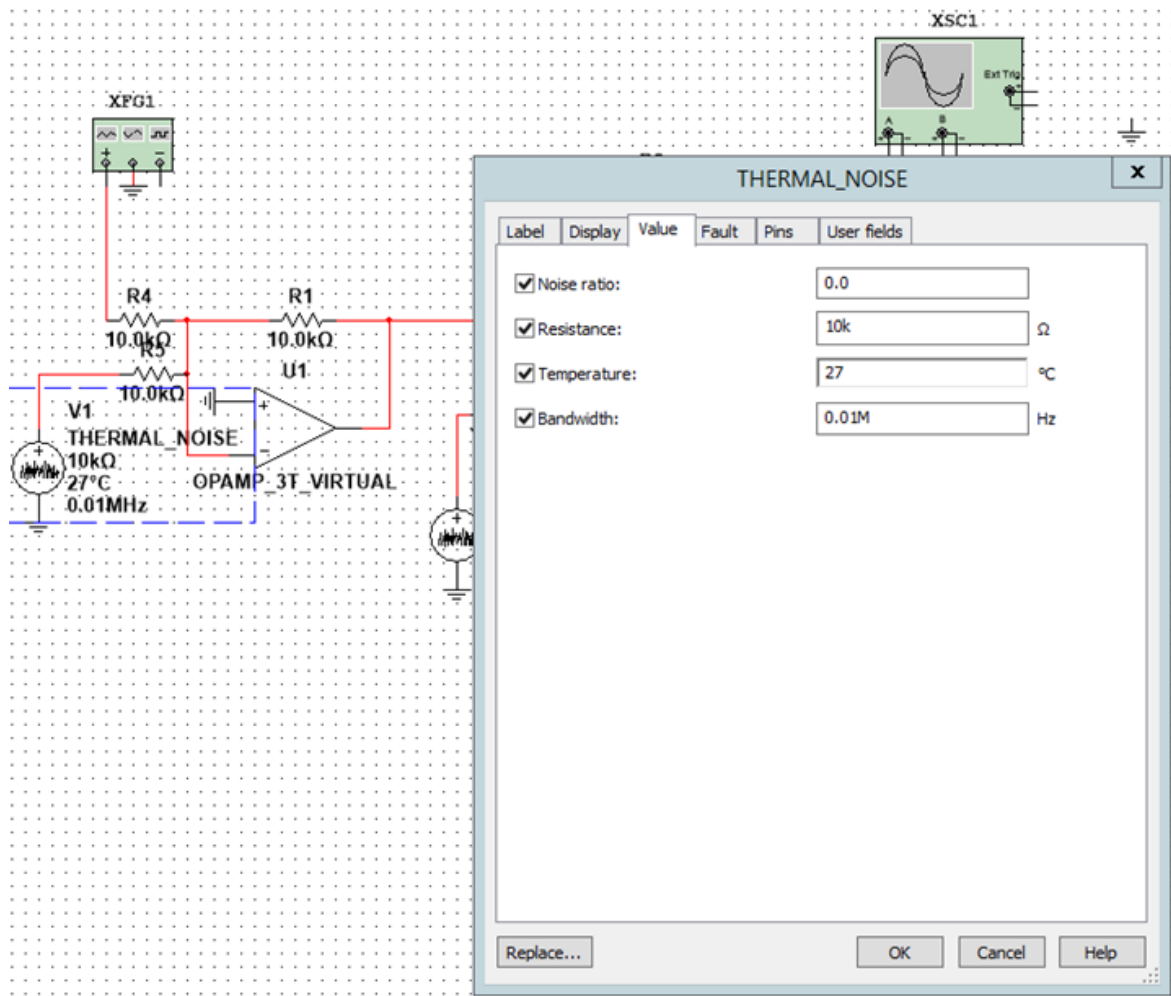 XSC1
Ext Trig
A
B
XFG1
THERMAL_NOISE
X
Label
Display
Value
Fault
Pins
User fields
Noise ratio:
0.0
Resistance:
10k
Ω
Temperature:
27
°C
Bandwidth:
0.01M
Hz
R4
10.0kΩ
R1
10.0kΩ
R5
10.0kΩ
U1
OPAMP_3T_VIRTUAL
V1
THERMAL_NOISE
10kΩ
27°C
0.01MHz
Replace...
OK
Cancel
Help